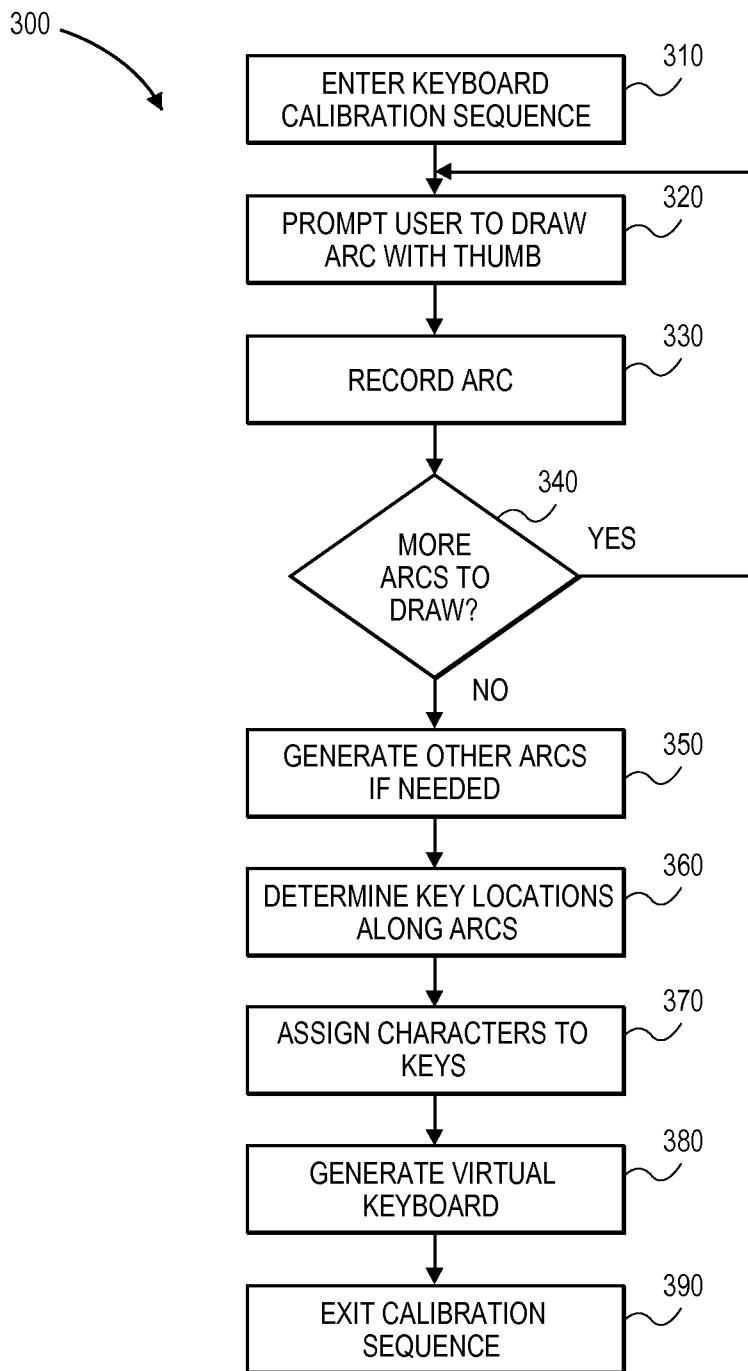 300
310
ENTER KEYBOARD
CALIBRATION SEQUENCE
320
PROMPT USER TO DRAW
ARC WITH THUMB
330
RECORD ARC
340
MORE
ARCS TO
DRAW?
YES
NO
350
GENERATE OTHER ARCS
IF NEEDED
360
DETERMINE KEY LOCATIONS
ALONG ARCS
370
ASSIGN CHARACTERS TO
KEYS
380
GENERATE VIRTUAL
KEYBOARD
390
EXIT CALIBRATION
SEQUENCE